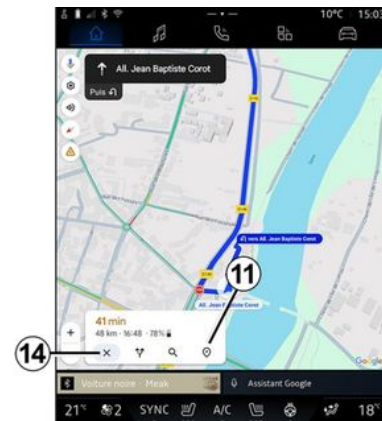 10°C 15:03
All. Jean Baptiste Corot
Puis
vers All. Jean Baptiste Corot
11
All. Jean Baptiste Corot
41 min
48 km · 16:48 · 78%
14
Google
Voiture noire · Meak
Assistant Google
21° 2 SYNC A/C 18°